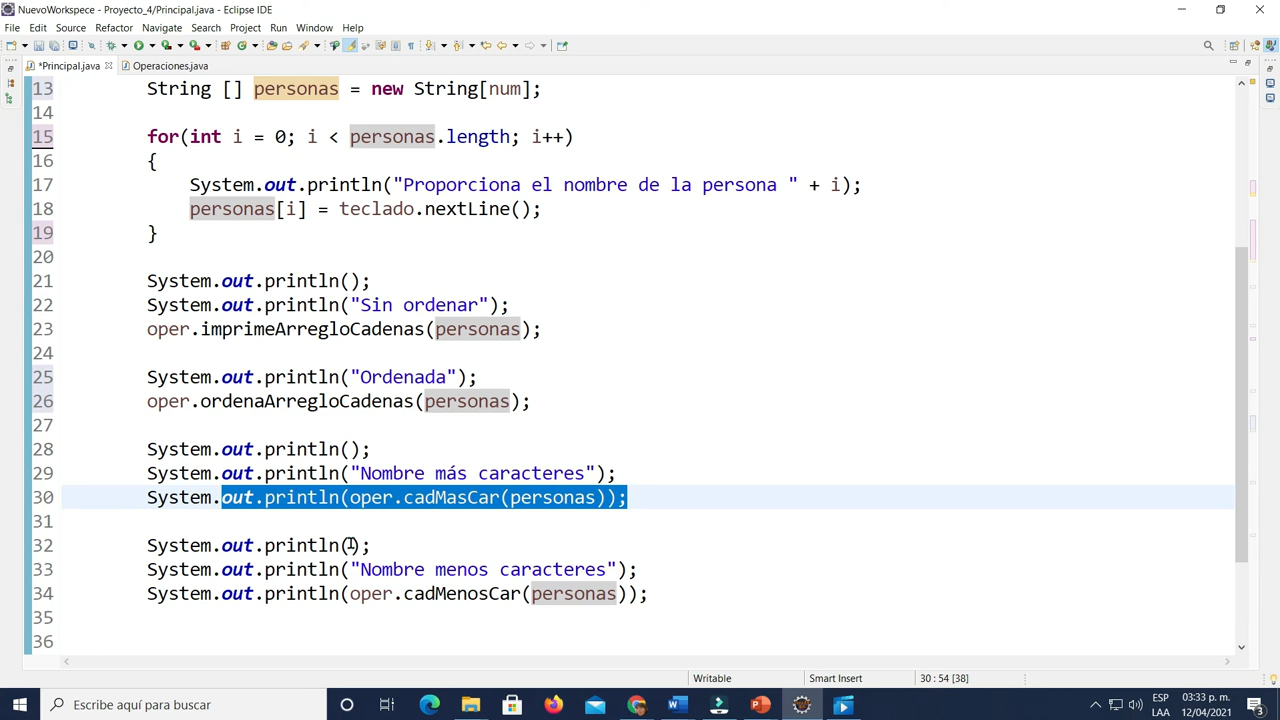 NuevoWorkspece - Proyecto_4/Principal.java - Eclipse IDE
File Edit Source Refactor Navigate Search Project Run Window Help
*Principal.java Operaciones.java
13 String [] personas = new String[num];
14
15 for(int i = 0; i < personas.length; i++)
16 {
17 System.out.println("Proporciona el nombre de la persona " + i);
18 personas[i] = teclado.nextLine();
19 }
20
21 System.out.println();
22 System.out.println("Sin ordenar");
23 oper.imprimeArregloCadenas(personas);
24
25 System.out.println("Ordenada");
26 oper.ordenaArregloCadenas(personas);
27
28 System.out.println();
29 System.out.println("Nombre más caracteres");
30 System.out.println(oper.cadMasCar(personas));
31
32 System.out.println();
33 System.out.println("Nombre menos caracteres");
34 System.out.println(oper.cadMenosCar(personas));
35
36
Writable Smart Insert 30 : 54 [38]
Escribe aquí para buscar
ESP 03:33 p. m.
LAA 12/04/2021 3